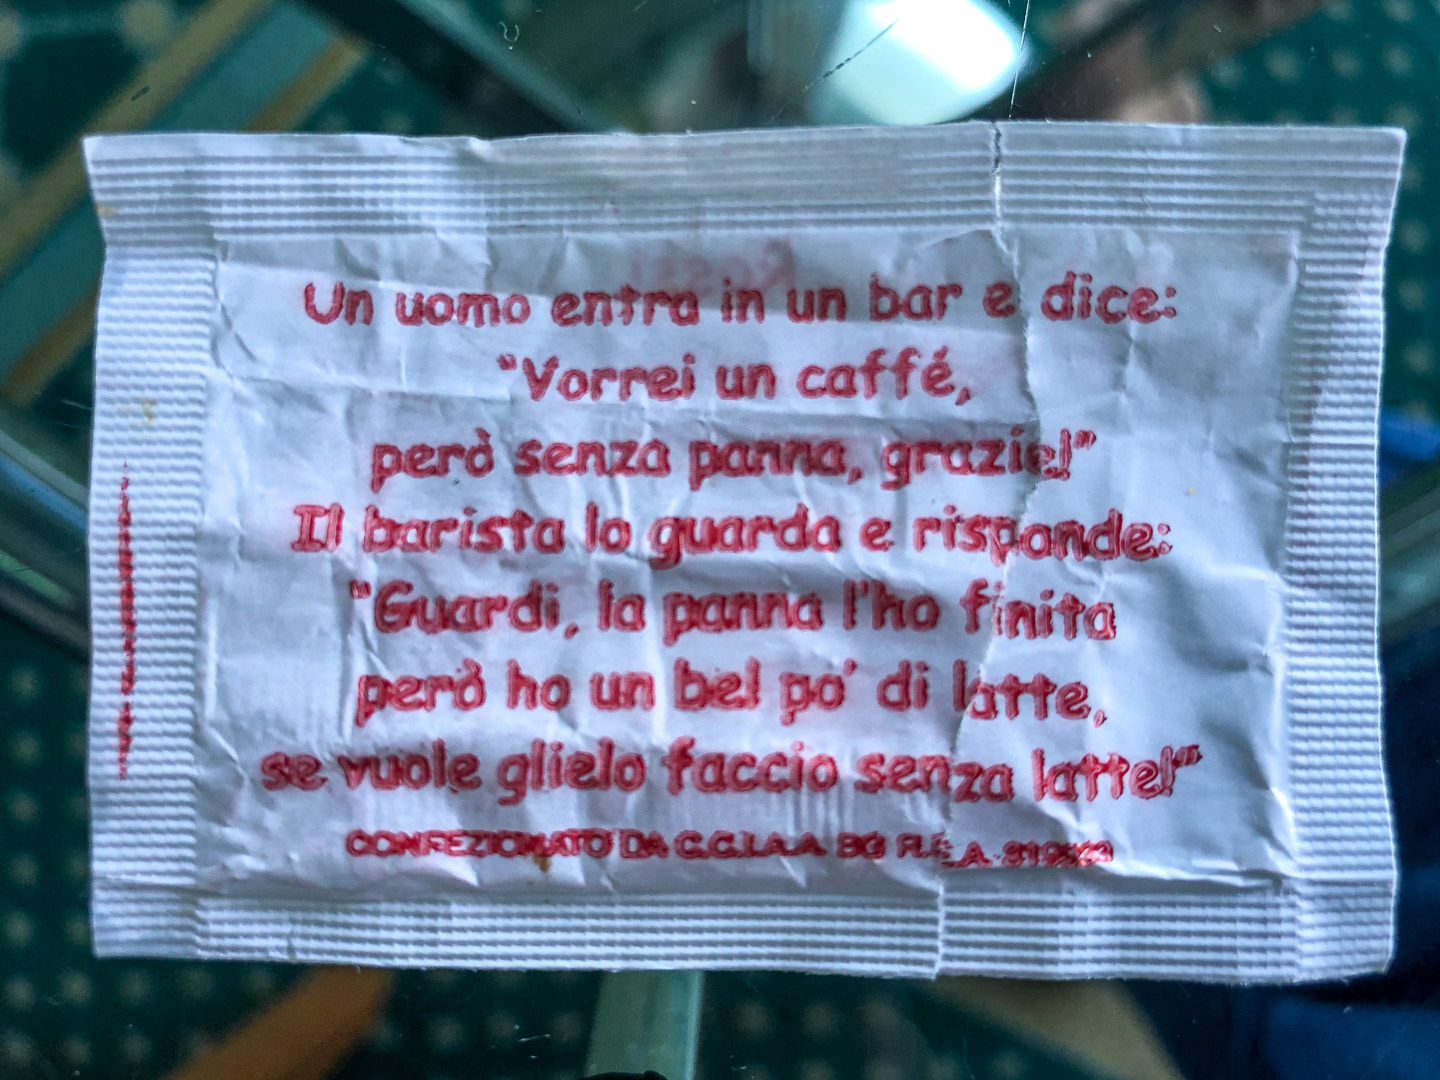 Un uomo entra in un bar e dice:
“Vorrei un caffé,
però senza panna, grazie!”
Il barista lo guarda e risponde:
“Guardi, la panna l'ho finita
però ho un bel po' di latte,
se vuole glielo faccio senza latte!”
CONFEZIONATO DA C.C.I.A.A. BG R.E.A.